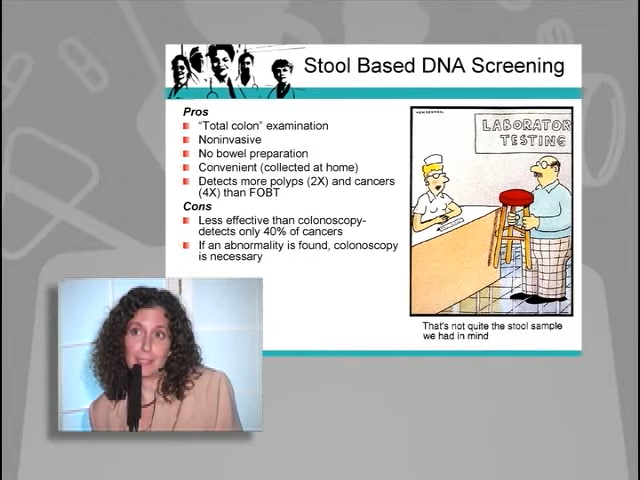 Stool Based DNA Screening
Pros
"Total colon" examination
Noninvasive
No bowel preparation
Convenient (collected at home)
Detects more polyps (2X) and cancers
(4X) than FOBT
Cons
Less effective than colonoscopy-
detects only 40% of cancers
If an abnormality is found, colonoscopy
is necessary
LABORATOR
TESTING
That's not quite the stool sample
we had in mind